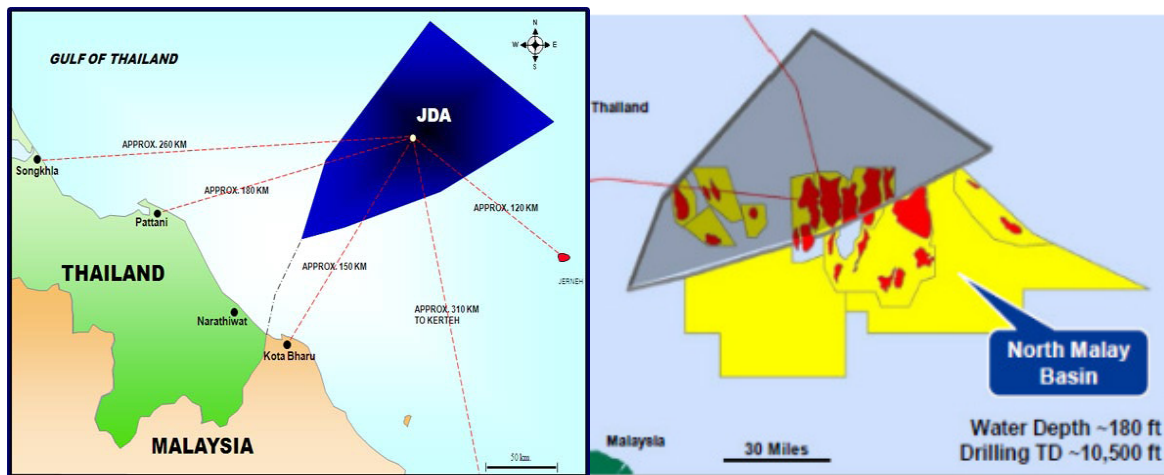 GULF OF THAILAND
N
W
E
S
JDA
APPROX. 260 KM
Songkhla
APPROX. 180 KM
Pattani
APPROX. 120 KM
APPROX. 150 KM
JERNEH
THAILAND
APPROX. 310 KM
TO KERTEH
Narathiwat
Kota Bharu
MALAYSIA
50 km.
Thailand
North Malay
Basin
Water Depth ~180 ft
Malaysia
30 Miles
Drilling TD ~10,500 ft